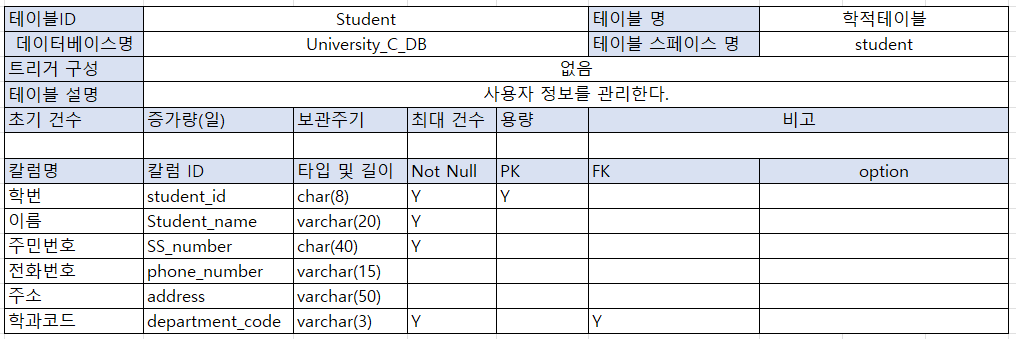 테이블ID Student 테이블 명 학적테이블
데이터베이스명 University_C_DB 테이블 스페이스 명 student
트리거 구성 없음
테이블 설명 사용자 정보를 관리한다.
초기 건수 증가량(일) 보관주기 최대 건수 용량 비고
칼럼명 칼럼 ID 타입 및 길이 Not Null PK FK option
학번 student_id char(8) Y Y
이름 Student_name varchar(20) Y
주민번호 SS_number char(40) Y
전화번호 phone_number varchar(15)
주소 address varchar(50)
학과코드 department_code varchar(3) Y Y